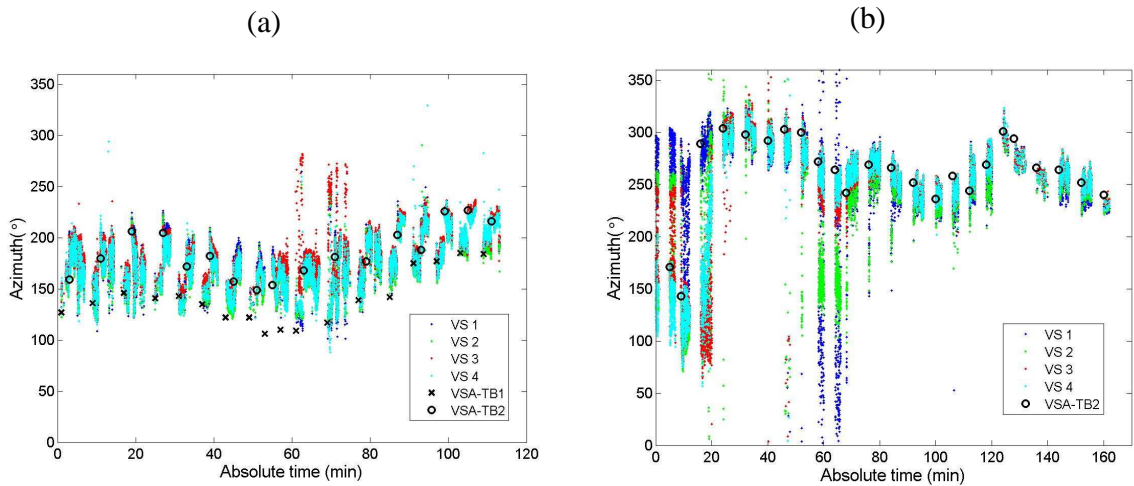 (a)
(b)
350
300
250
200
150
100
50
0
Azimuth(°)
0 20 40 60 80 100 120
Absolute time (min)
VS 1
VS 2
VS 3
VS 4
VSA-TB1
VSA-TB2
350
300
250
200
150
100
50
0
Azimuth(°)
0 20 40 60 80 100 120 140 160
Absolute time (min)
VS 1
VS 2
VS 3
VS 4
VSA-TB2